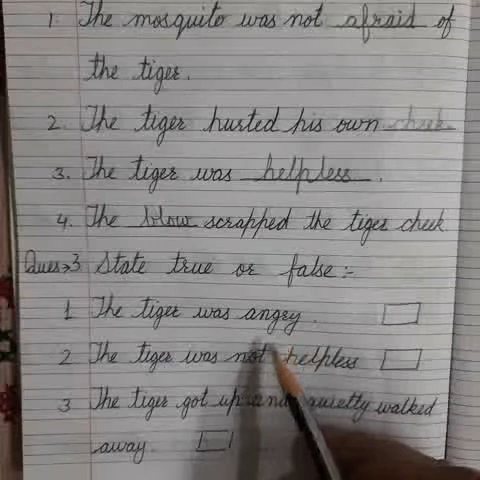 1. The mosquito was not afraid of
the tiger.
2. The tiger hurted his own cheek
3. The tiger was helpless.
4. The blow scrapped the tiger cheek
Ques→3 State true or false:-
1 The tiger was angry.
2 The tiger was not helpless
3 The tiger got up and quietly walked
away.